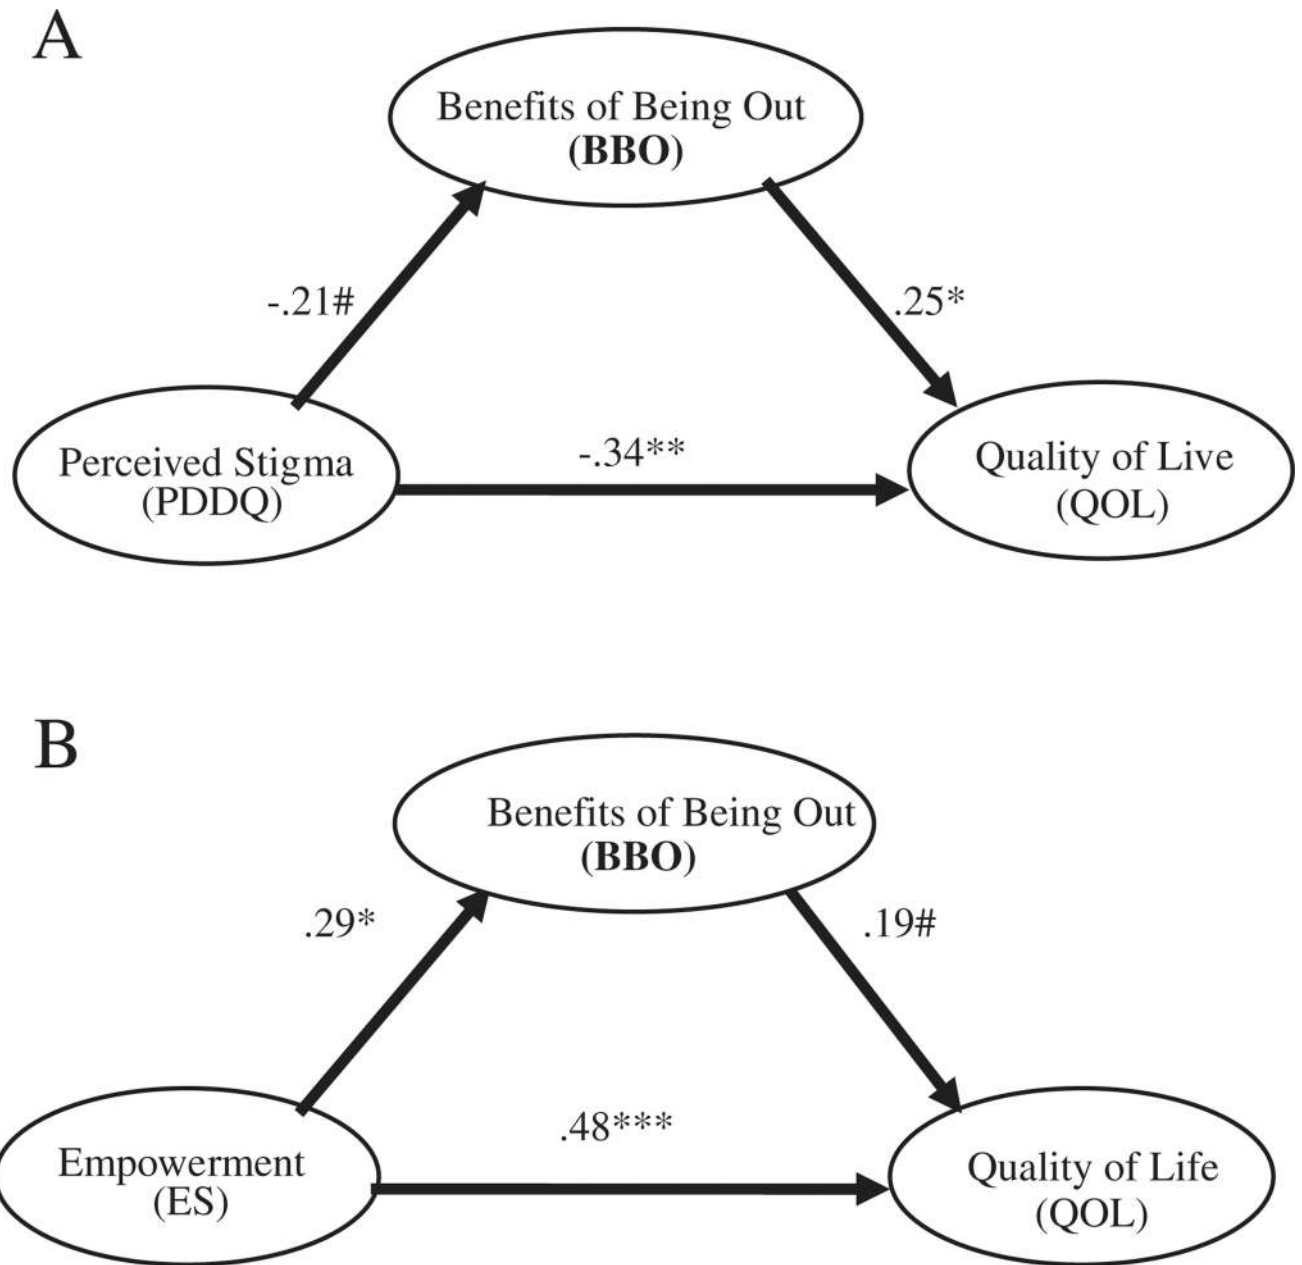 A
Benefits of Being Out
(BBO)
-.21#
.25*
Perceived Stigma
(PDDQ)
-.34**
Quality of Live
(QOL)
B
Benefits of Being Out
(BBO)
.29*
.19#
Empowerment
(ES)
.48***
Quality of Life
(QOL)